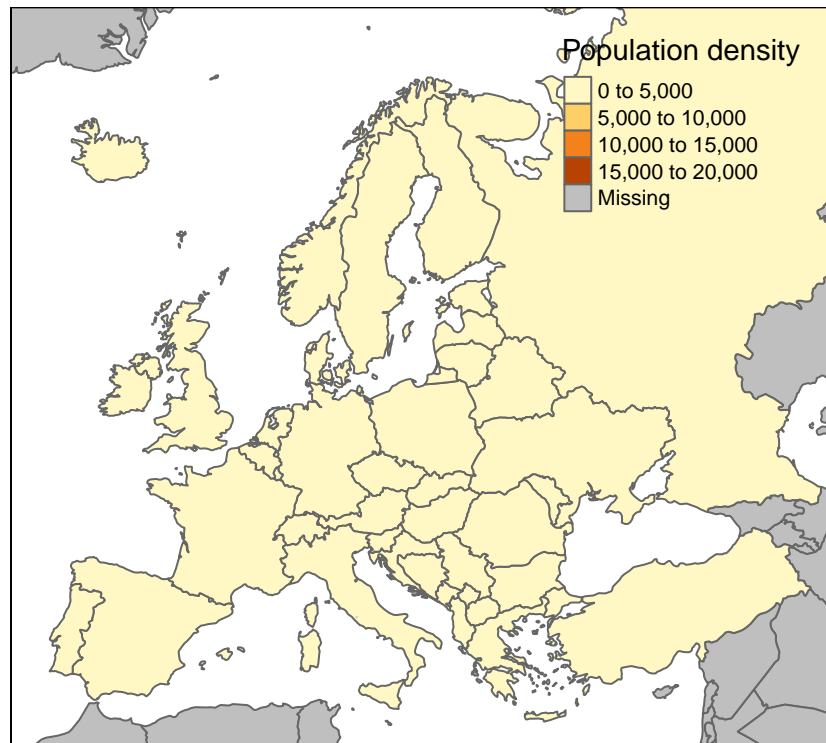 Population density
0 to 5,000
5,000 to 10,000
10,000 to 15,000
15,000 to 20,000
Missing